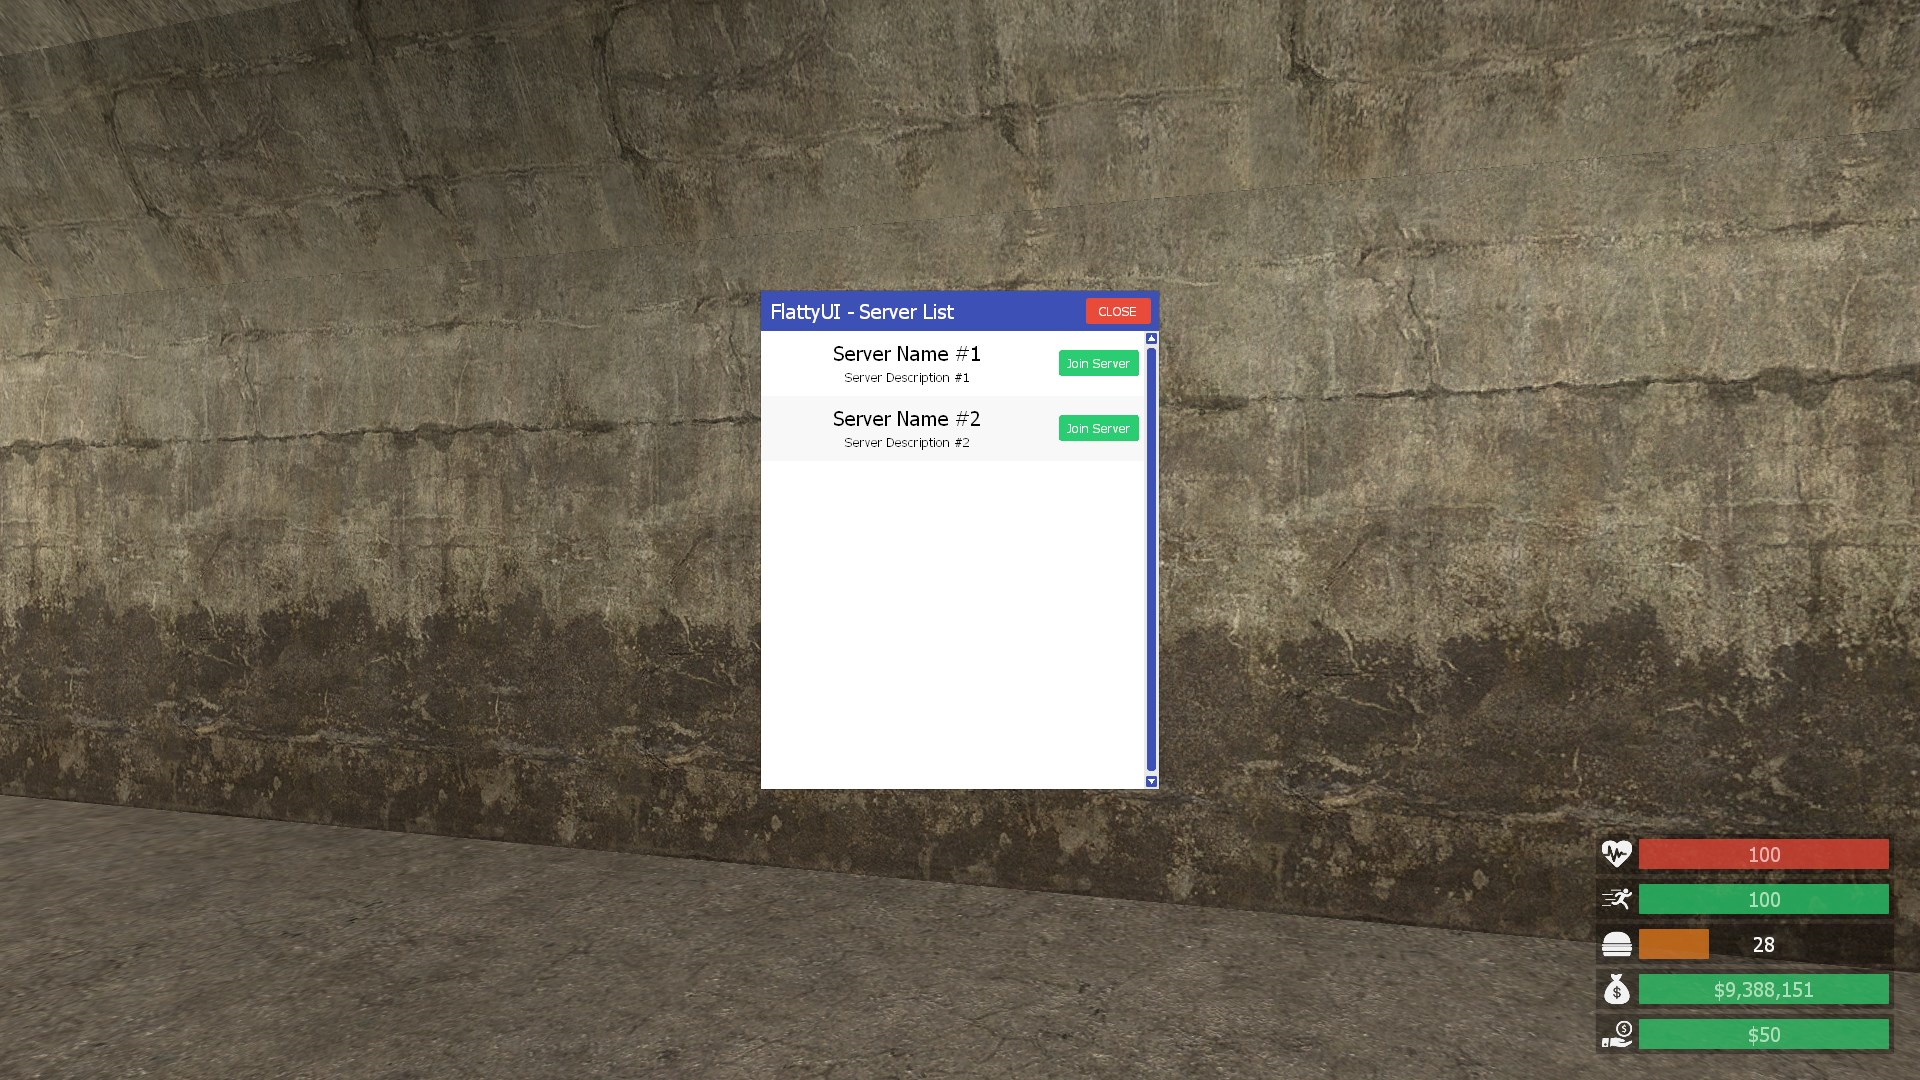 FlattyUI - Server List
CLOSE
Server Name #1
Server Description #1
Join Server
Server Name #2
Server Description #2
Join Server
100
100
28
$9,388,151
$50